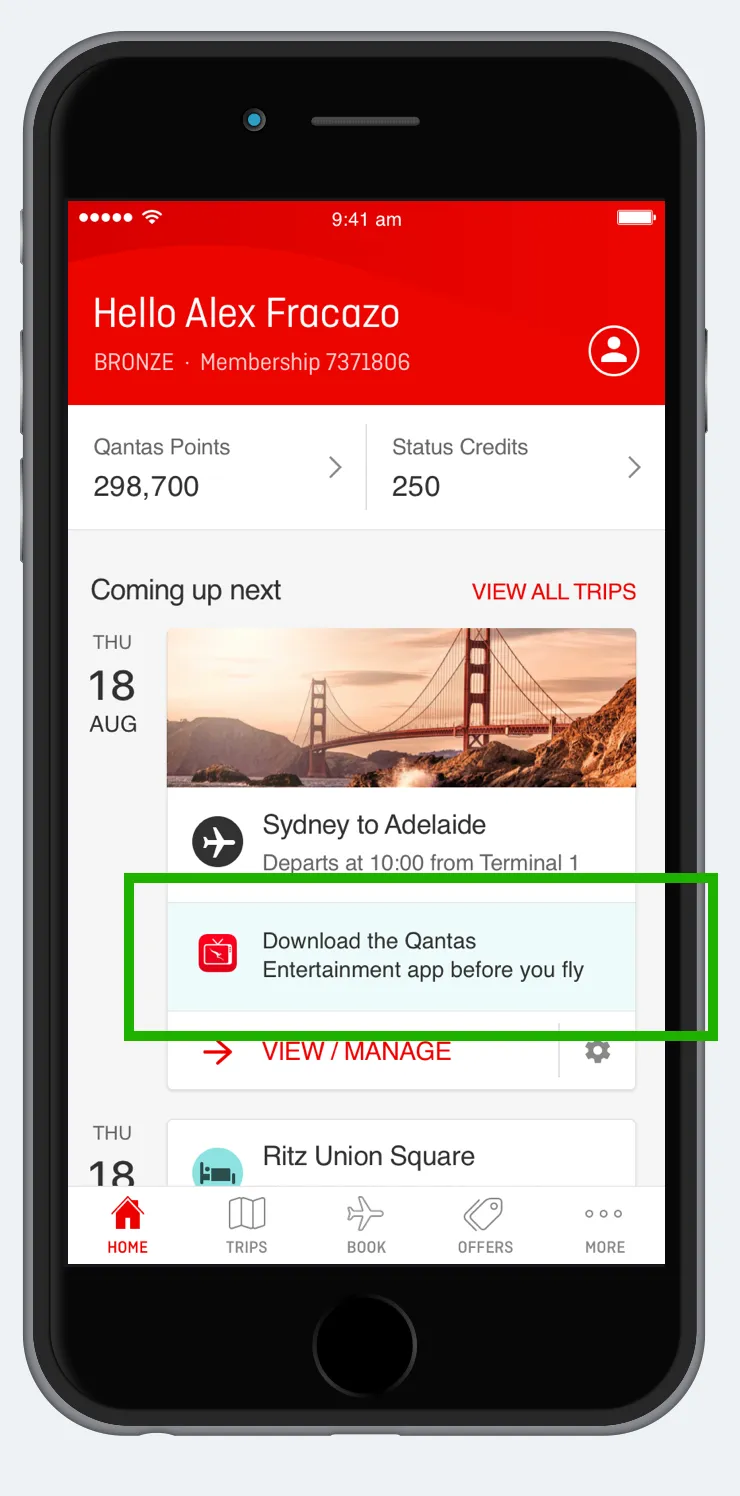 9:41 am
Hello Alex Fracazo
BRONZE · Membership 7371806
Qantas Points
298,700
Status Credits
250
Coming up next
VIEW ALL TRIPS
THU
18
AUG
Sydney to Adelaide
Departs at 10:00 from Terminal 1
Download the Qantas
Entertainment app before you fly
VIEW / MANAGE
THU
18
Ritz Union Square
HOME
TRIPS
BOOK
OFFERS
MORE